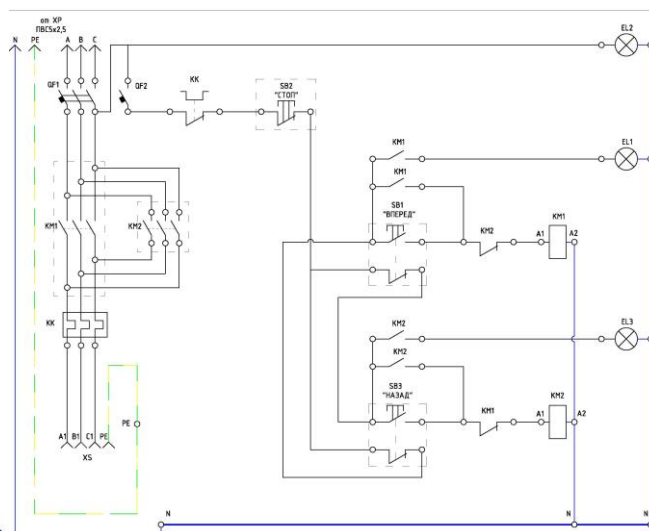 от ХР
ПВС5х2,5
N PE A B C
EL2
QF1
QF2
KK
SB2
"СТОП"
KM1
EL1
KM1
SB1
"ВПЕРЕД"
KM1
KM2
KM2
KM1
A1 A2
KK
KM2
EL3
KM2
SB3
"НАЗАД"
KM2
KM1
A1 A2
PE
A1 B1 C1 PE
XS
N N N